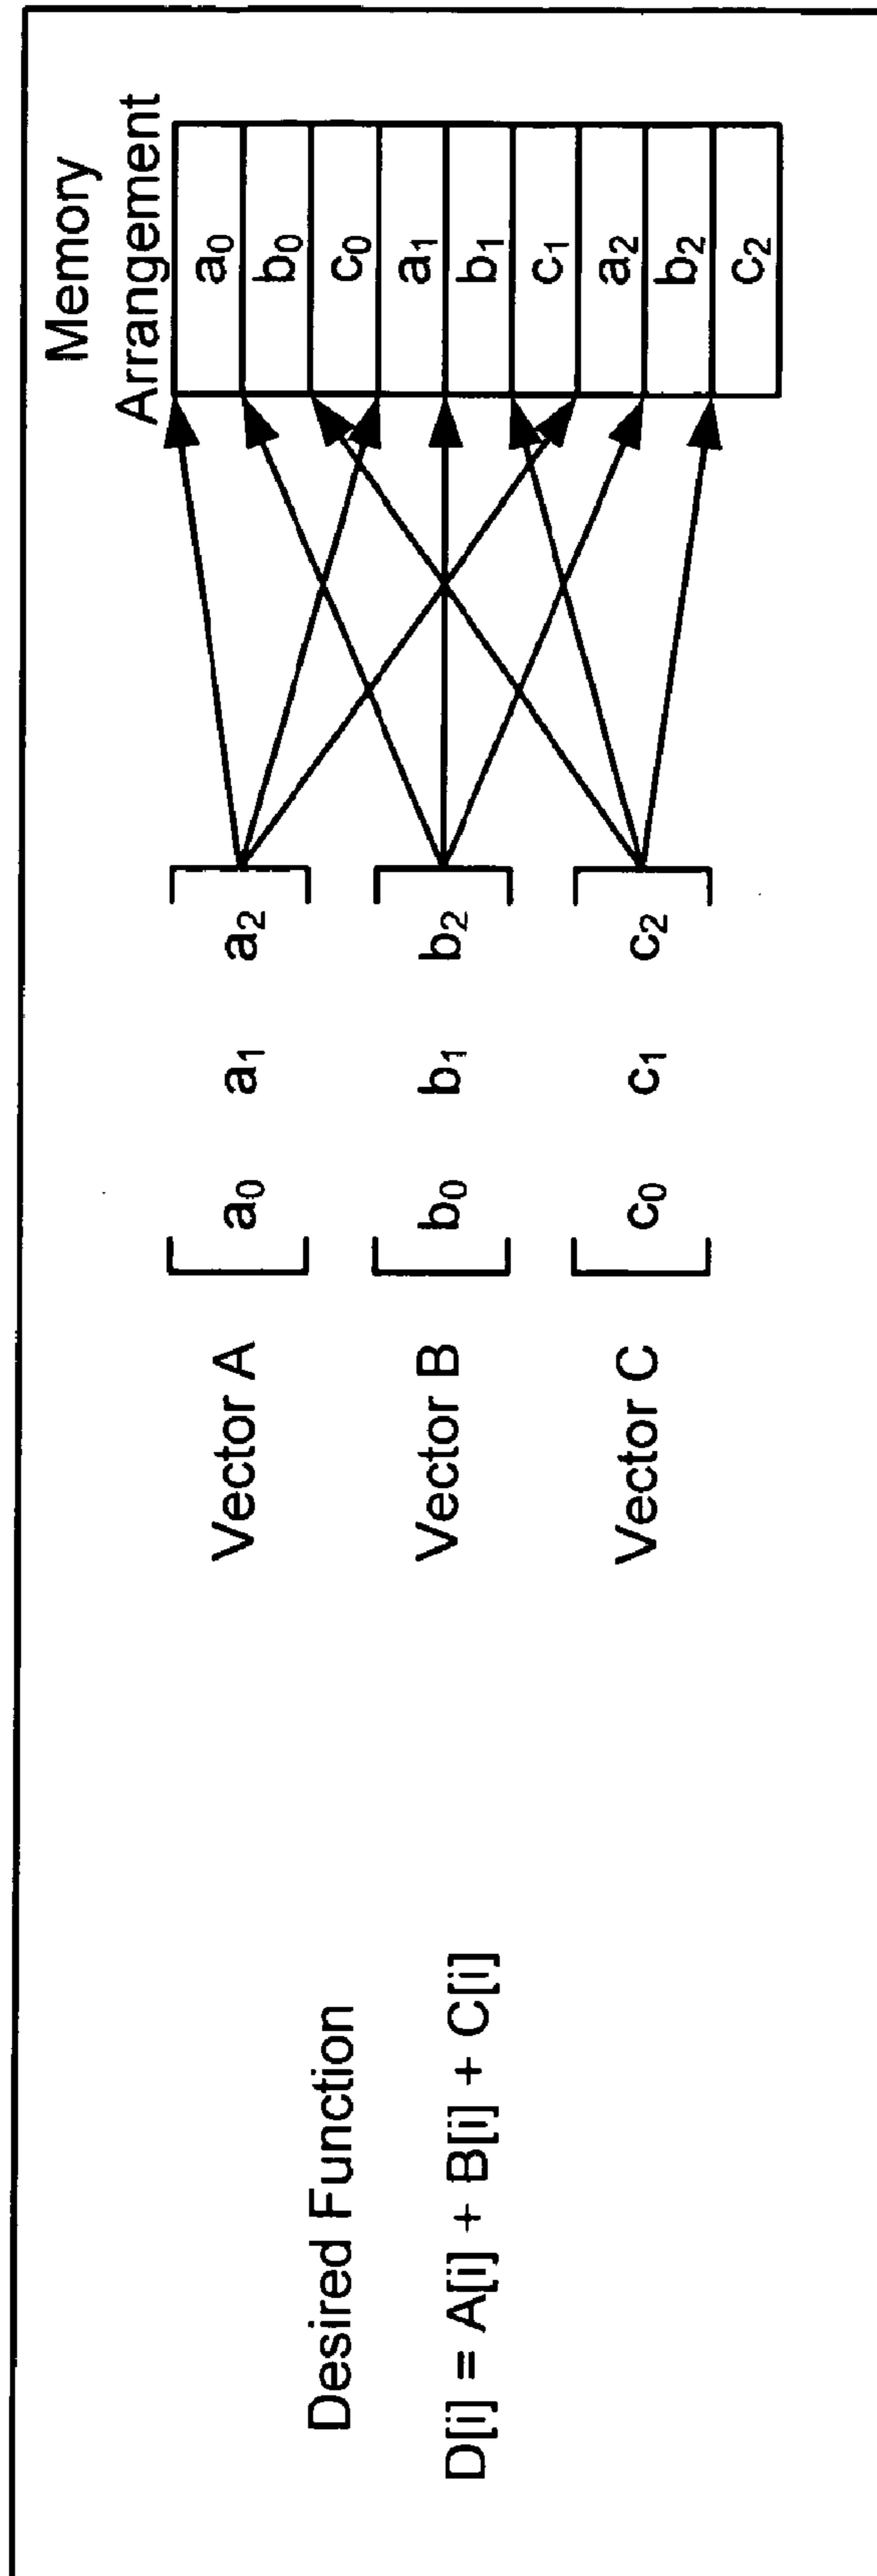 Desired Function
D[i] = A[i] + B[i] + C[i]
Vector A
a₀ a₁ a₂
Vector B
b₀ b₁ b₂
Vector C
c₀ c₁ c₂
Memory
Arrangement
a₀
b₀
c₀
a₁
b₁
c₁
a₂
b₂
c₂